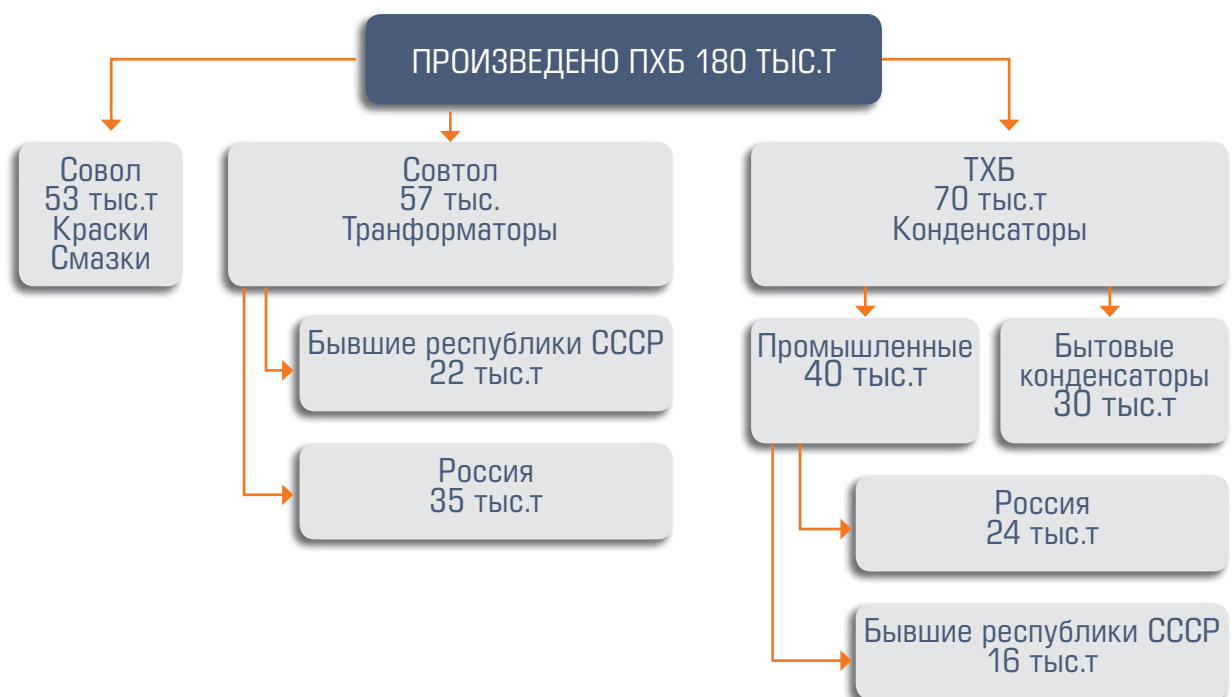 ПРОИЗВЕДЕНО ПХБ 180 ТЫС.Т
Совол
53 тыс.т
Краски
Смазки
Совтол
57 тыс.
Транформаторы
ТХБ
70 тыс.т
Конденсаторы
Бывшие республики СССР
22 тыс.т
Россия
35 тыс.т
Промышленные
40 тыс.т
Бытовые
конденсаторы
30 тыс.т
Россия
24 тыс.т
Бывшие республики СССР
16 тыс.т